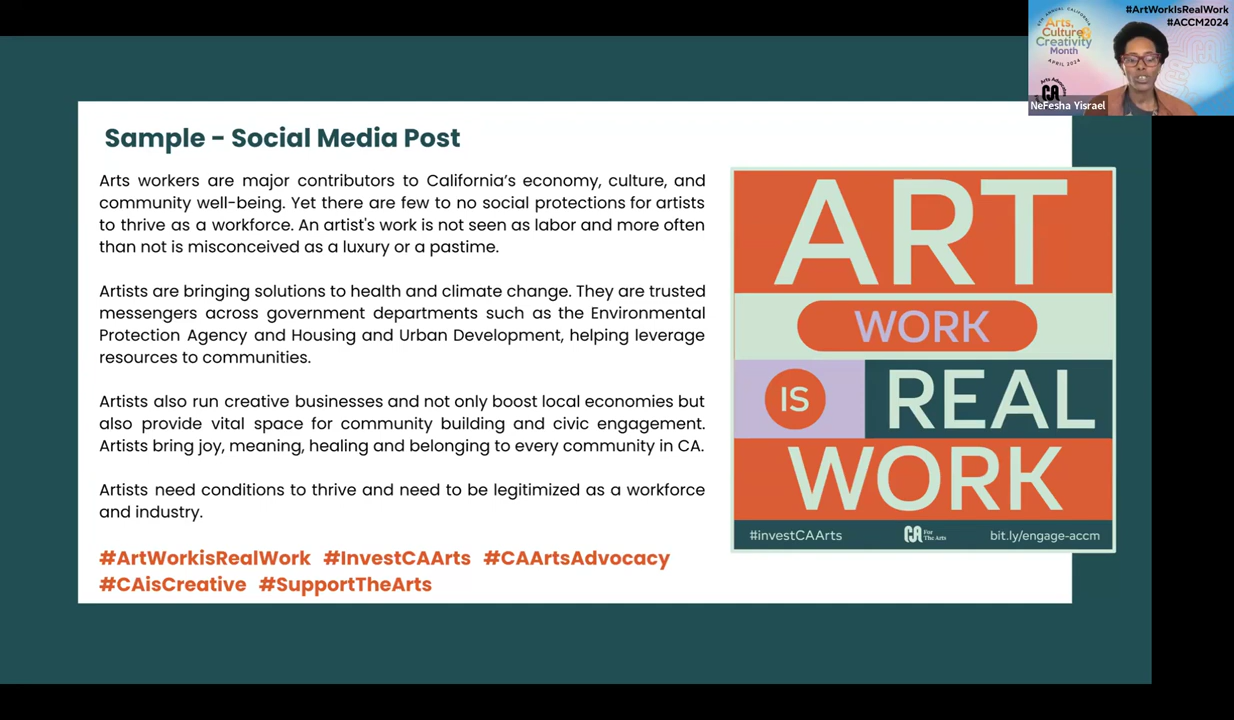 Sample - Social Media Post
Arts workers are major contributors to California's economy, culture, and
community well-being. Yet there are few to no social protections for artists
to thrive as a workforce. An artist's work is not seen as labor and more often
than not is misconceived as a luxury or a pastime.
Artists are bringing solutions to health and climate change. They are trusted
messengers across government departments such as the Environmental
Protection Agency and Housing and Urban Development, helping leverage
resources to communities.
Artists also run creative businesses and not only boost local economies but
also provide vital space for community building and civic engagement.
Artists bring joy, meaning, healing and belonging to every community in CA.
Artists need conditions to thrive and need to be legitimized as a workforce
and industry.
#ArtWorkisRealWork #InvestCAArts #CAArtsAdvocacy
#CAisCreative #SupportTheArts
ART
WORK
IS REAL
WORK
#investCAArts
CA For The Arts
bit.ly/engage-accm
#ArtWorkIsRealWork
#ACCM2024
ANNUAL CALIFORNIA
Arts,
Culture &
Creativity
Month
APRIL 2024
CA
NeFesha Yisrael